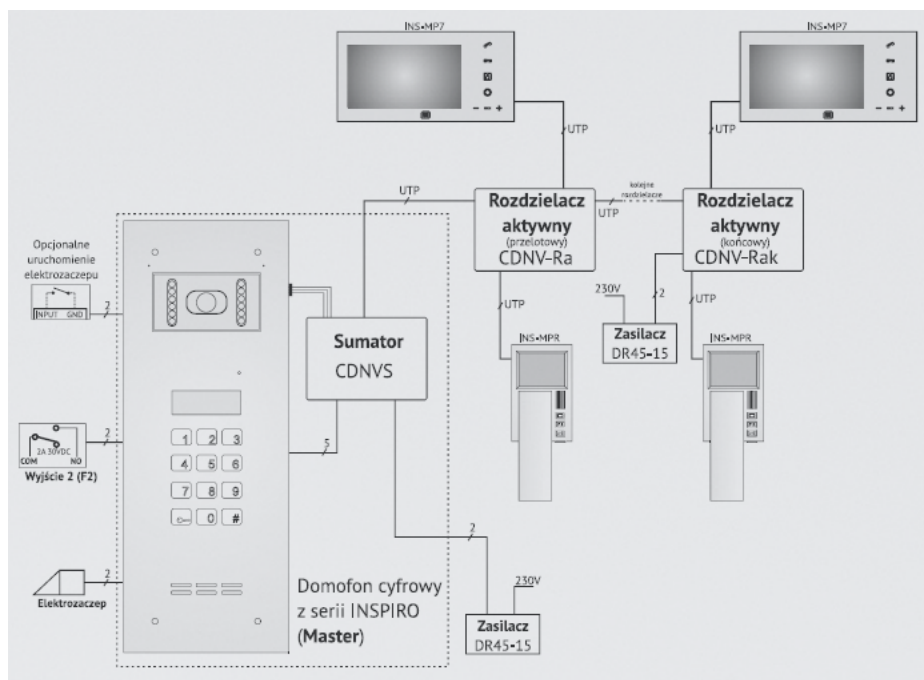 INS•MP7
INS•MP7
UTP
UTP
UTP
kolejne
rozdzielacze
UTP
Rozdzielacz
aktywny
(przelotowy)
CDNV-Ra
Rozdzielacz
aktywny
(końcowy)
CDNV-Rak
Opcjonalne
uruchomienie
elektrozaczepu
INPUT GND
2
230V
2
UTP
UTP
Zasilacz
DR45-15
Sumator
CDNVS
INS•MPR
INS•MPR
2A 30VDC
COM NO
2
Wyjście 2 (F2)
5
1 2 3
4 5 6
7 8 9
0 #
2
2
Elektrozaczep
230V
Domofon cyfrowy
z serii INSPIRO
(Master)
Zasilacz
DR45-15